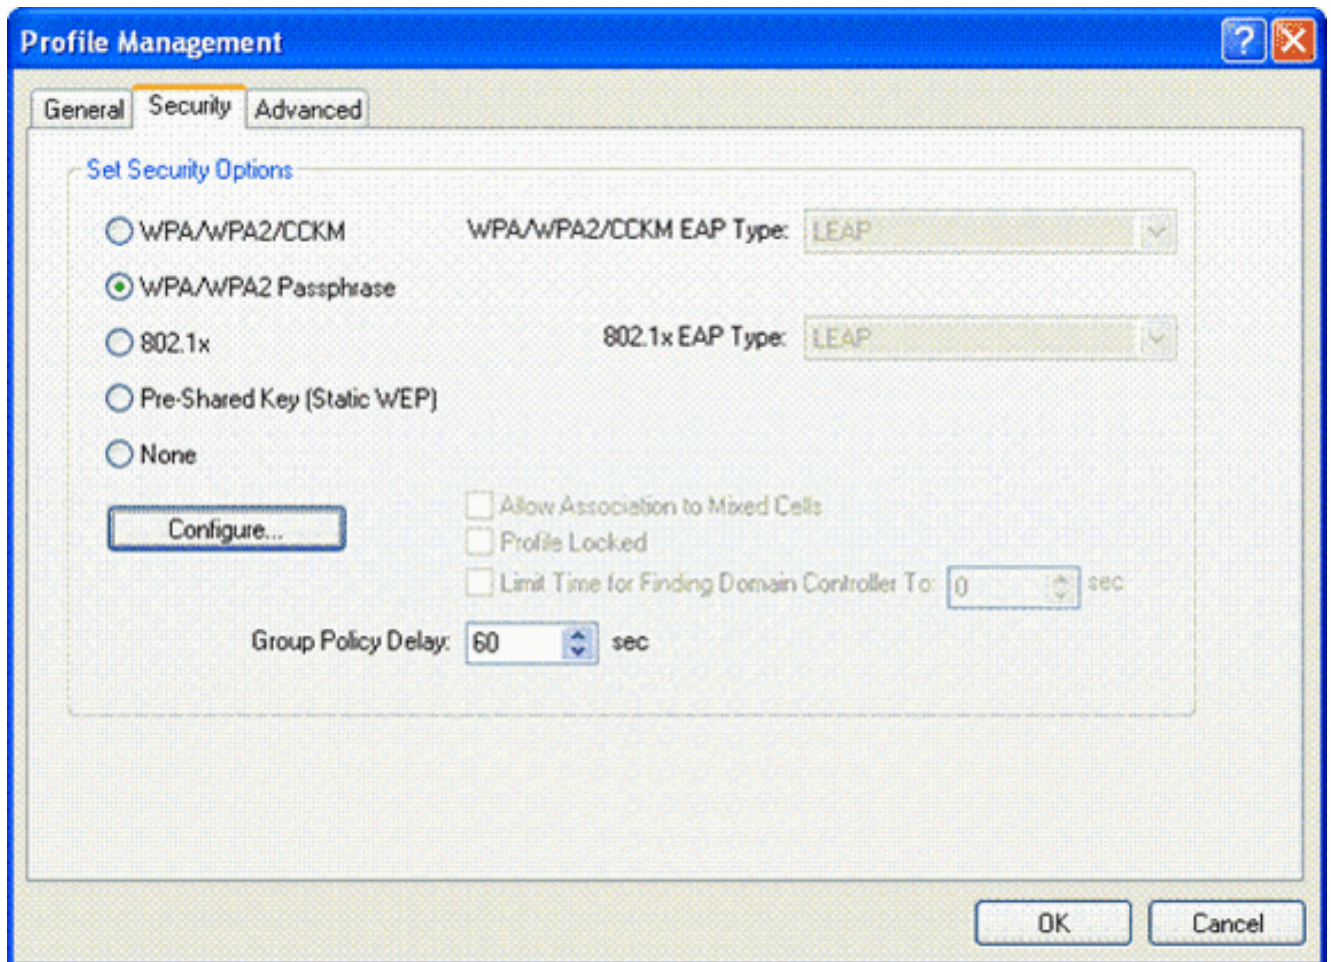 Profile Management
General Security Advanced
Set Security Options
WPA/WPA2/CCKM WPA/WPA2/CCKM EAP Type: LEAP
WPA/WPA2 Passphrase
802.1x 802.1x EAP Type: LEAP
Pre-Shared Key (Static WEP)
None
Configure... Allow Association to Mixed Cells
Profile Locked
Limit Time for Finding Domain Controller To: 0 sec
Group Policy Delay: 60 sec
OK Cancel